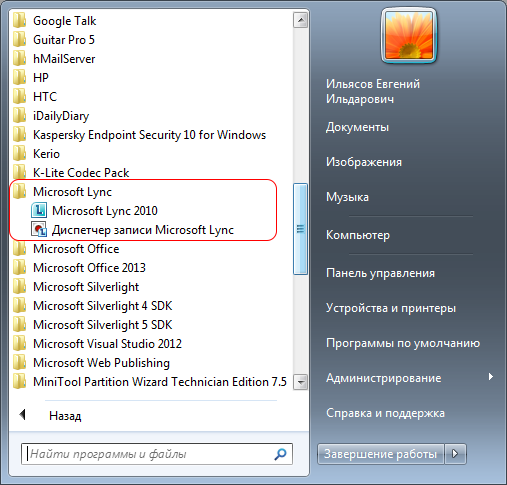 Google Talk
Guitar Pro 5
hMailServer
HP
HTC
iDailyDiary
Kaspersky Endpoint Security 10 for Windows
Kerio
K-Lite Codec Pack
Microsoft Lync
Microsoft Lync 2010
Диспетчер записи Microsoft Lync
Microsoft Office
Microsoft Office 2013
Microsoft Silverlight
Microsoft Silverlight 4 SDK
Microsoft Silverlight 5 SDK
Microsoft Visual Studio 2012
Microsoft Web Publishing
MiniTool Partition Wizard Technician Edition 7.5
Назад
Найти программы и файлы
Ильясов Евгений
Ильдарович
Документы
Изображения
Музыка
Компьютер
Панель управления
Устройства и принтеры
Программы по умолчанию
Администрирование
Справка и поддержка
Завершение работы